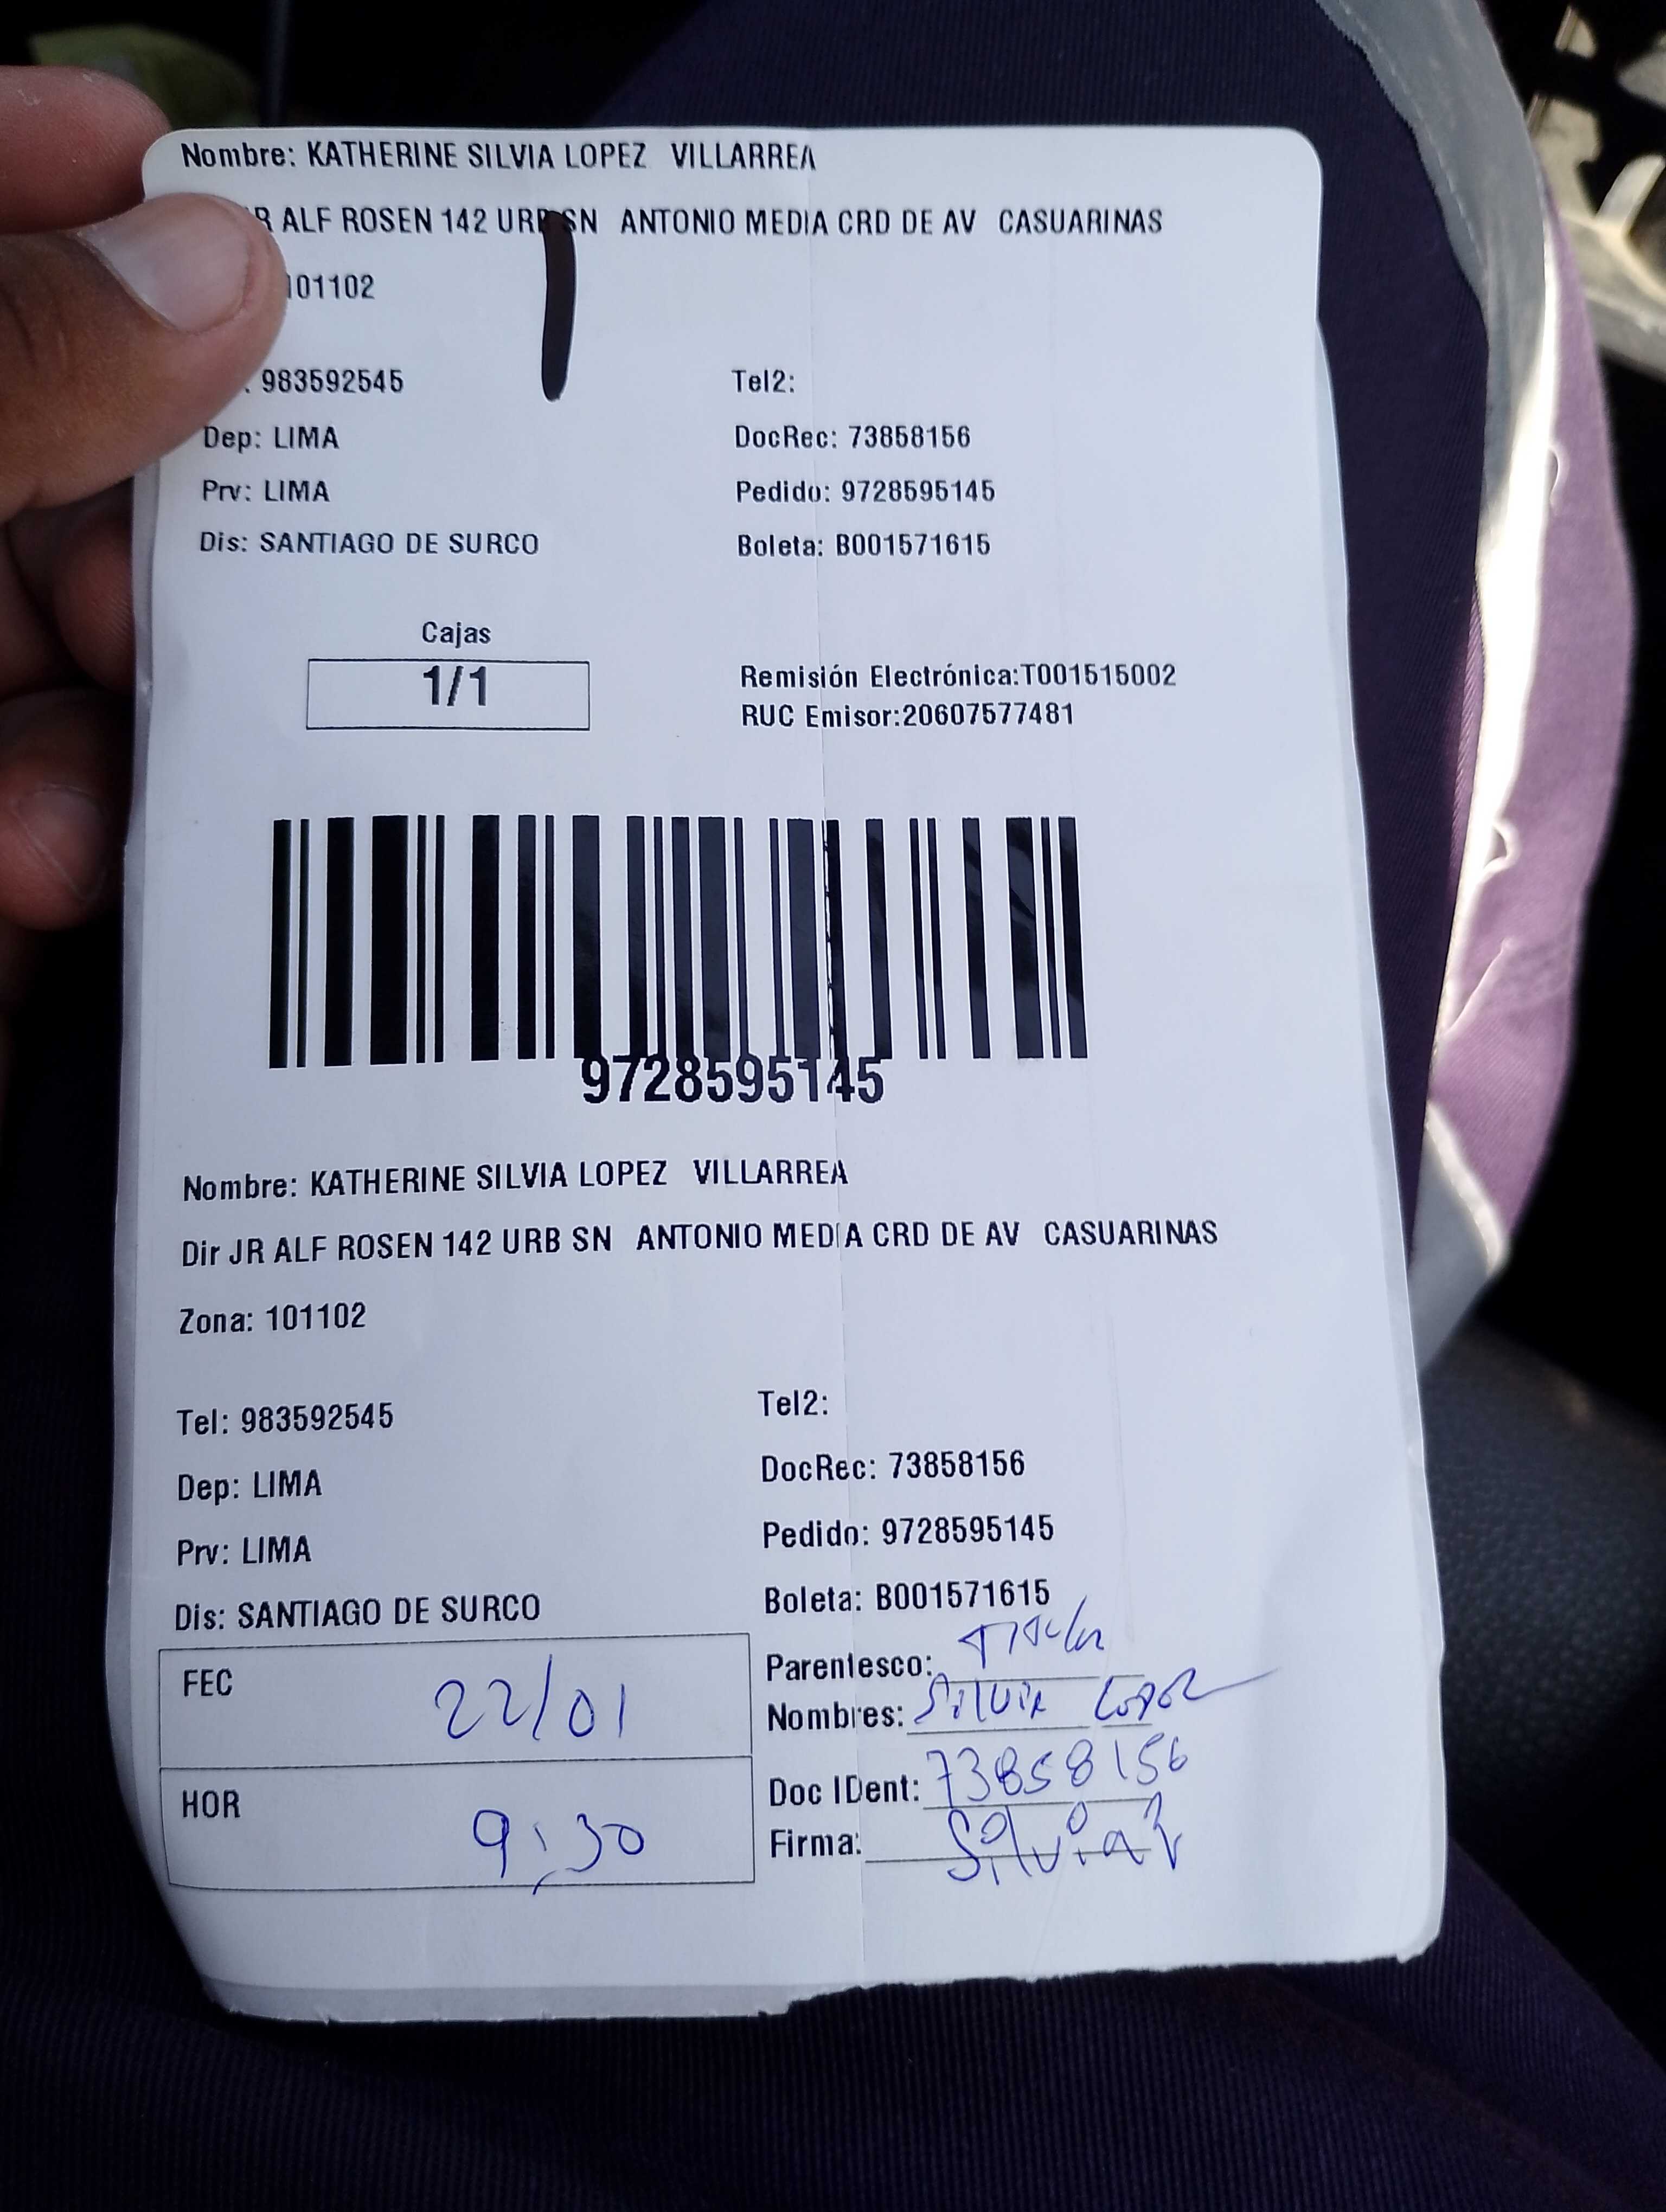 Nombre: KATHERINE SILVIA LOPEZ VILLARREA
R ALF ROSEN 142 URB SN ANTONIO MEDIA CRD DE AV CASUARINAS
101102
. 983592545 Tel2:
Dep: LIMA DocRec: 73858156
Prv: LIMA Pedido: 9728595145
Dis: SANTIAGO DE SURCO Boleta: B001571615
Cajas
1/1
Remisión Electrónica:T001515002
RUC Emisor:20607577481
9728595145
Nombre: KATHERINE SILVIA LOPEZ VILLARREA
Dir JR ALF ROSEN 142 URB SN ANTONIO MEDIA CRD DE AV CASUARINAS
Zona: 101102
Tel: 983592545 Tel2:
Dep: LIMA DocRec: 73858156
Prv: LIMA Pedido: 9728595145
Dis: SANTIAGO DE SURCO Boleta: B001571615
FEC 22/01
Parentesco:
Nombres: Silvia Lopez
HOR 9:30
Doc IDent: 73858156
Firma: Silvia